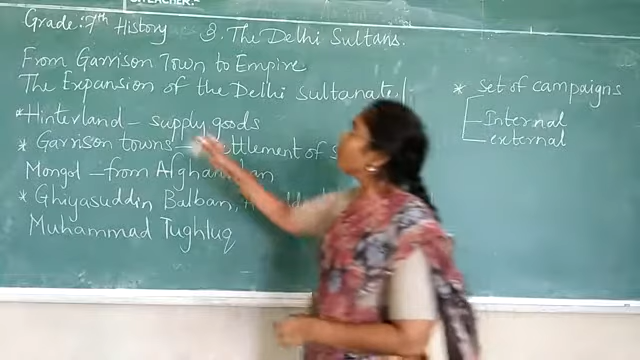 TEACHER:
Grade: 7th History 3. The Delhi Sultans.
From Garrison Town to Empire
The Expansion of the Delhi Sultanate
* Hinterland - supply goods
* Garrison towns - settlement of
Mongol - from Afghanistan
* Ghiyasuddin Balban,
Muhammad Tughluq
* set of campaigns
- Internal
- external